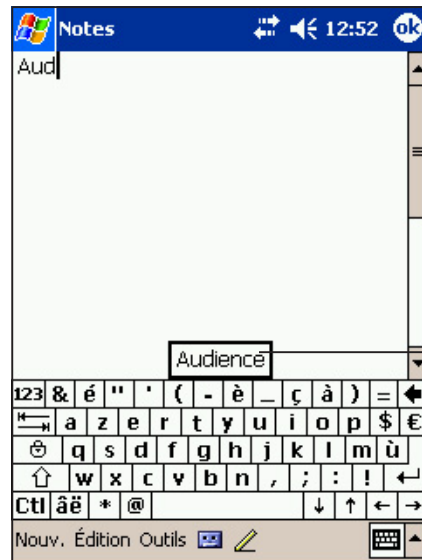 Notes 12:52 ok
Aud
Audience
123 & é " ' ( - è _ ç à ) =
a z e r t y u i o p $ €
q s d f g h j k l m ù
w x c v b n , ; : !
Ctl âë * @ ↓ ↑ ← →
Nouv. Édition Outils